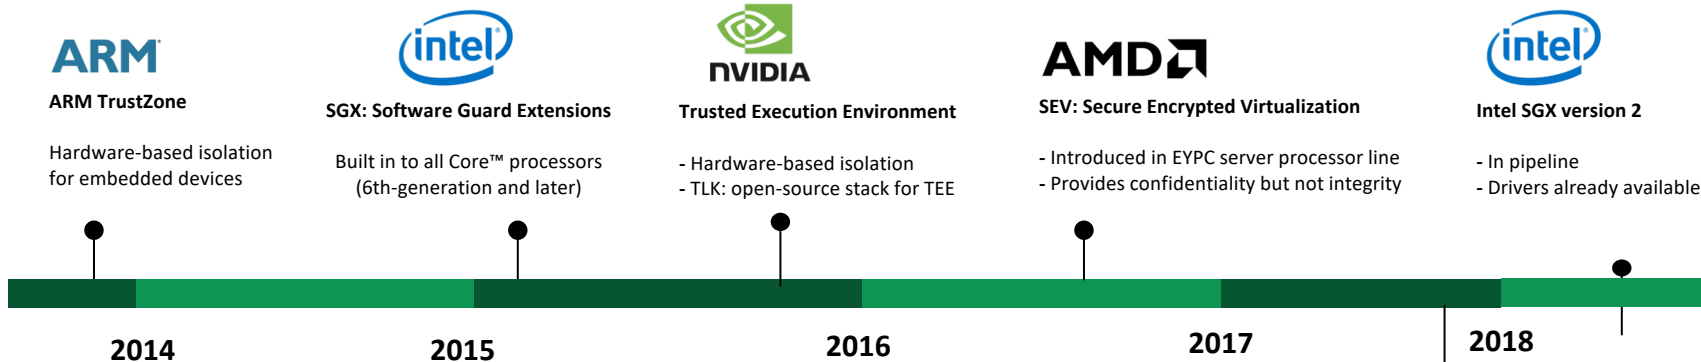 ARM
ARM TrustZone
Hardware-based isolation
for embedded devices
intel
SGX: Software Guard Extensions
Built in to all Core™ processors
(6th-generation and later)
NVIDIA
Trusted Execution Environment
- Hardware-based isolation
- TLK: open-source stack for TEE
AMD
SEV: Secure Encrypted Virtualization
- Introduced in EYPC server processor line
- Provides confidentiality but not integrity
intel
Intel SGX version 2
- In pipeline
- Drivers already available
2014
2015
2016
2017
2018